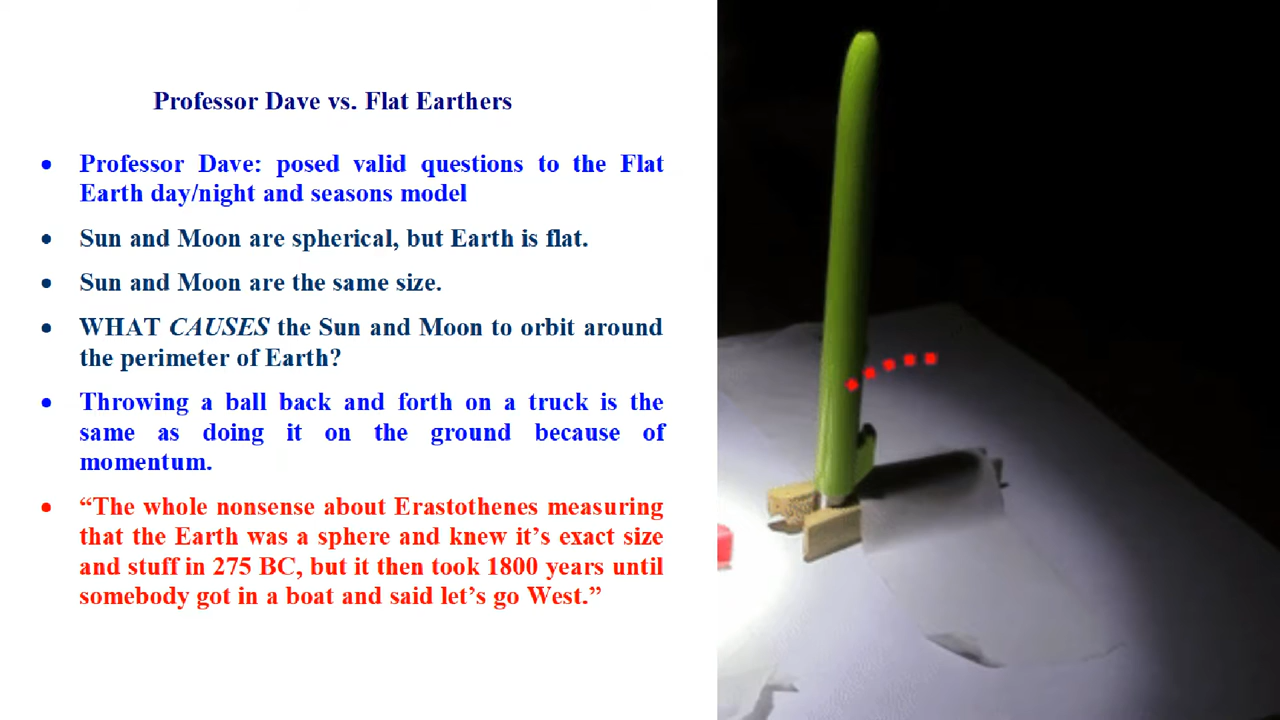 Professor Dave vs. Flat Earthers
• Professor Dave: posed valid questions to the Flat
Earth day/night and seasons model
• Sun and Moon are spherical, but Earth is flat.
• Sun and Moon are the same size.
• WHAT CAUSES the Sun and Moon to orbit around
the perimeter of Earth?
• Throwing a ball back and forth on a truck is the
same as doing it on the ground because of
momentum.
• “The whole nonsense about Erastothenes measuring
that the Earth was a sphere and knew it’s exact size
and stuff in 275 BC, but it then took 1800 years until
somebody got in a boat and said let’s go West.”